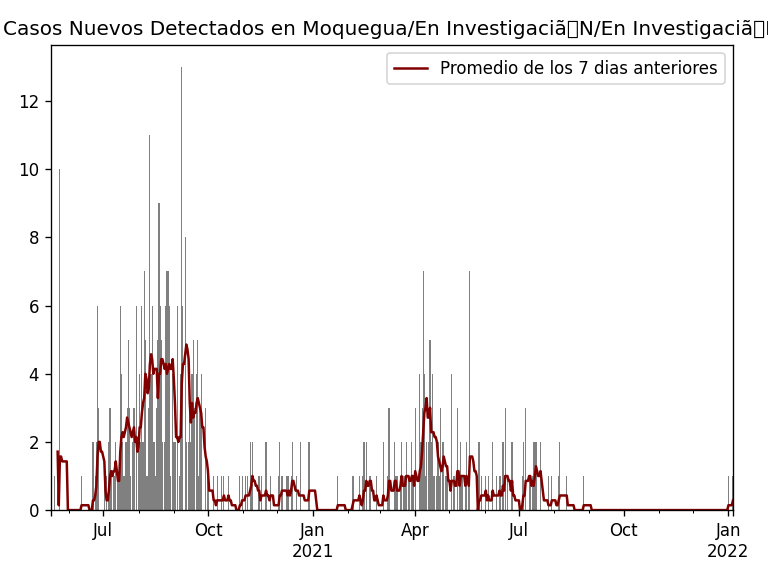 Casos Nuevos Detectados en Moquegua/En Investigaciã▯N/En Investigaciã▯
Promedio de los 7 dias anteriores
12
10
8
6
4
2
0
Jul Oct Jan Apr Jul Oct Jan
2021 2022